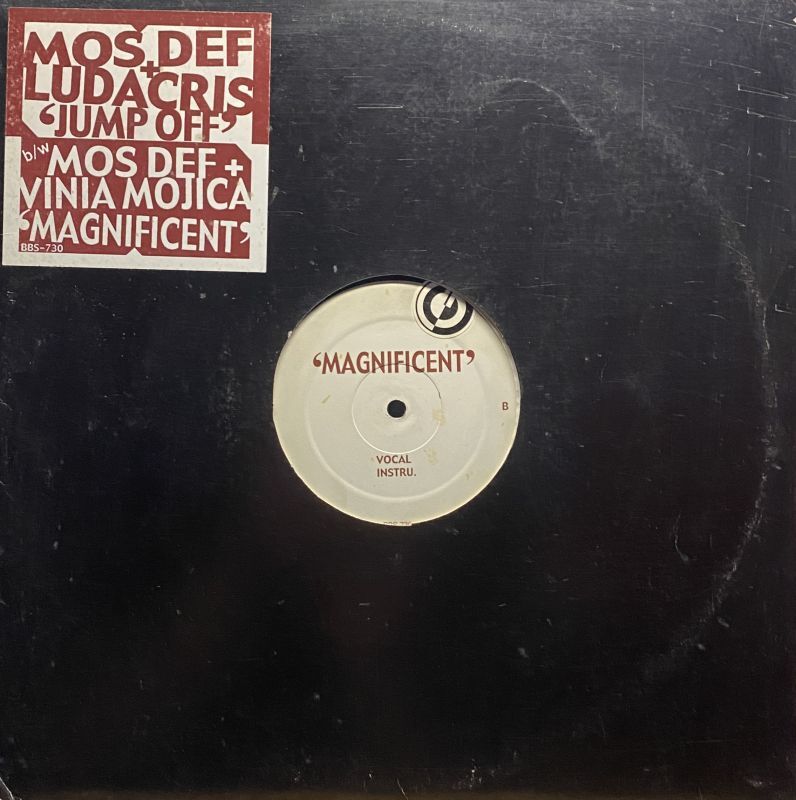 MOS DEF
+
LUDACRIS
‘JUMP OFF’
b/w
MOS DEF +
VINIA MOJICA
‘MAGNIFICENT’
BBS-730
‘MAGNIFICENT’
B
VOCAL
INSTRU.